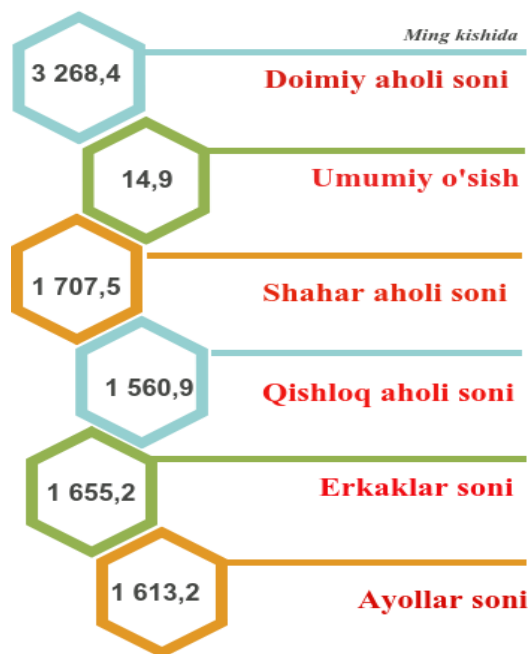 Ming kishida
3 268,4
Doimiy aholi soni
14,9
Umumiy o'sish
1 707,5
Shahar aholi soni
1 560,9
Qishloq aholi soni
1 655,2
Erkaklar soni
1 613,2
Ayollar soni